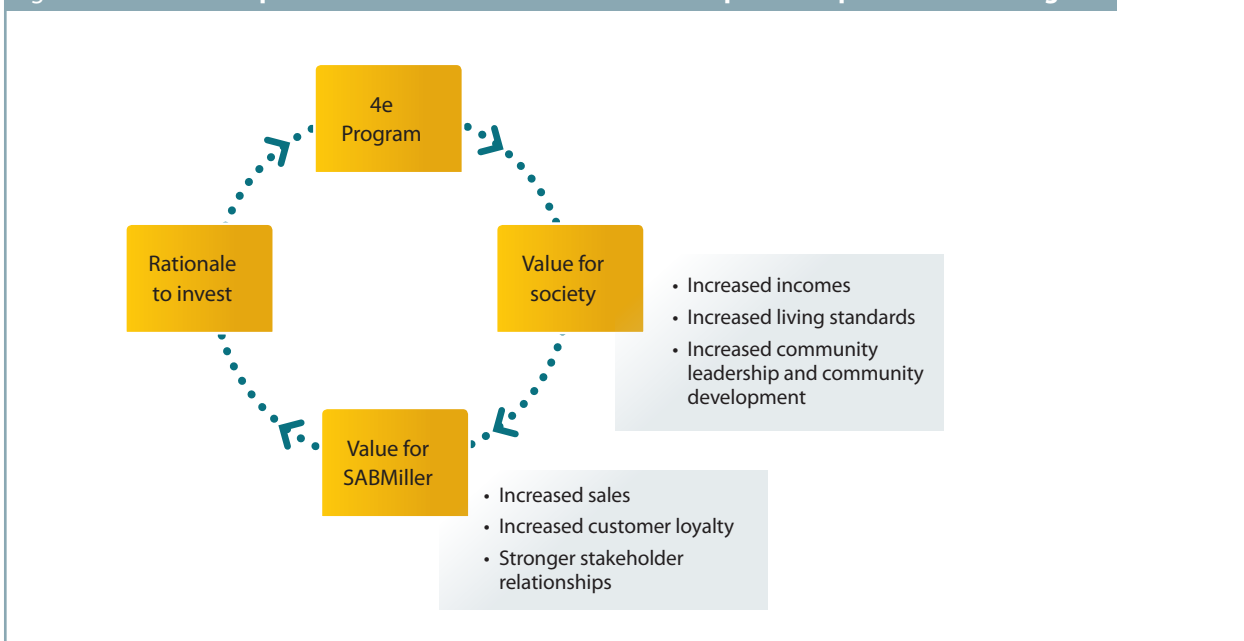 4e
Program
Rationale
to invest
Value for
society
• Increased incomes
• Increased living standards
• Increased community
leadership and community
development
Value for
SABMiller
• Increased sales
• Increased customer loyalty
• Stronger stakeholder
relationships